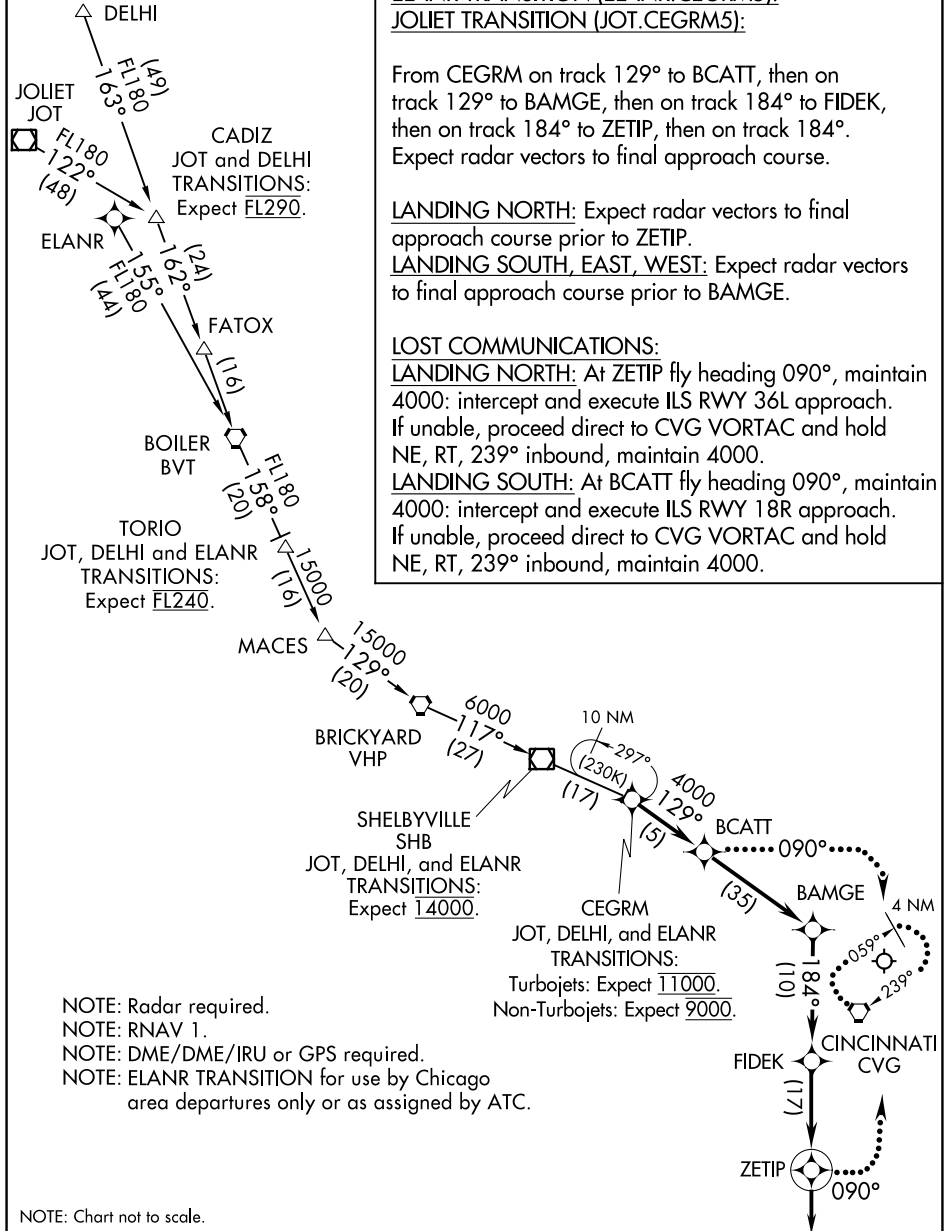 DELHI
(49)
FL180
163°
JOLIET
JOT
FL180
122°
(48)
CADIZ
JOT and DELHI
TRANSITIONS:
Expect FL290.
ELANR
(24)
162°
155°
FL180
(44)
FATOX
(16)
BOILER
BVT
FL180
158°
(20)
TORIO
JOT, DELHI and ELANR
TRANSITIONS:
Expect FL240.
15000
(16)
MACES
15000
129°
(20)
BRICKYARD
VHP
6000
117°
(27)
SHELBYVILLE
SHB
JOT, DELHI, and ELANR
TRANSITIONS:
Expect 14000.
10 NM
297°
(230K)
(17)
4000
129°
(5)
CEGRM
JOT, DELHI, and ELANR
TRANSITIONS:
Turbojets: Expect 11000.
Non-Turbojets: Expect 9000.
BCATT
090°
(35)
BAMGE
4 NM
059°
239°
184°
(10)
CINCINNATI
CVG
FIDEK
(17)
ZETIP
090°
JOLIET TRANSITION (JOT.CEGRM5):
From CEGRM on track 129° to BCATT, then on
track 129° to BAMGE, then on track 184° to FIDEK,
then on track 184° to ZETIP, then on track 184°.
Expect radar vectors to final approach course.
LANDING NORTH: Expect radar vectors to final
approach course prior to ZETIP.
LANDING SOUTH, EAST, WEST: Expect radar vectors
to final approach course prior to BAMGE.
LOST COMMUNICATIONS:
LANDING NORTH: At ZETIP fly heading 090°, maintain
4000: intercept and execute ILS RWY 36L approach.
If unable, proceed direct to CVG VORTAC and hold
NE, RT, 239° inbound, maintain 4000.
LANDING SOUTH: At BCATT fly heading 090°, maintain
4000: intercept and execute ILS RWY 18R approach.
If unable, proceed direct to CVG VORTAC and hold
NE, RT, 239° inbound, maintain 4000.
NOTE: Radar required.
NOTE: RNAV 1.
NOTE: DME/DME/IRU or GPS required.
NOTE: ELANR TRANSITION for use by Chicago
area departures only or as assigned by ATC.
NOTE: Chart not to scale.